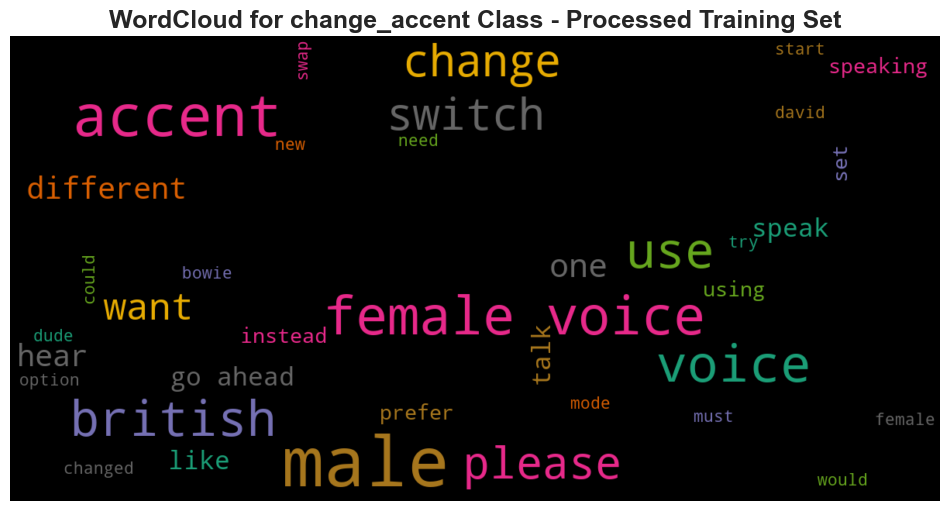 WordCloud for change_accent Class - Processed Training Set
swap
change
start
speaking
accent
switch
david
new
need
set
different
speak
try
use
one
could
bowie
using
want
female voice
dude
instead
talk
hear
voice
option
go ahead
mode
british
prefer
must
female
male
please
changed
like
would